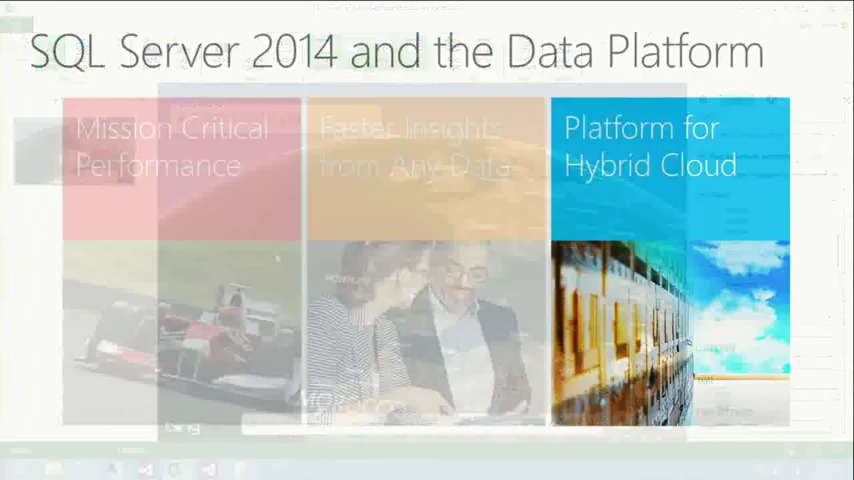 SQL Server 2014 and the Data Platform
Mission Critical
Performance
Faster Insights
from Any Data
Platform for
Hybrid Cloud
bing